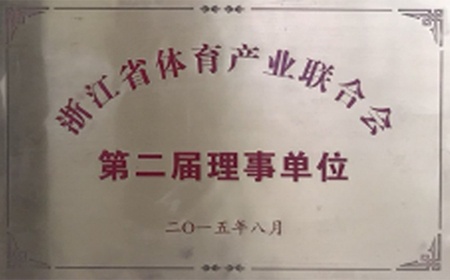 浙江省体育产业联合会
第二届理事单位
二〇一五年八月